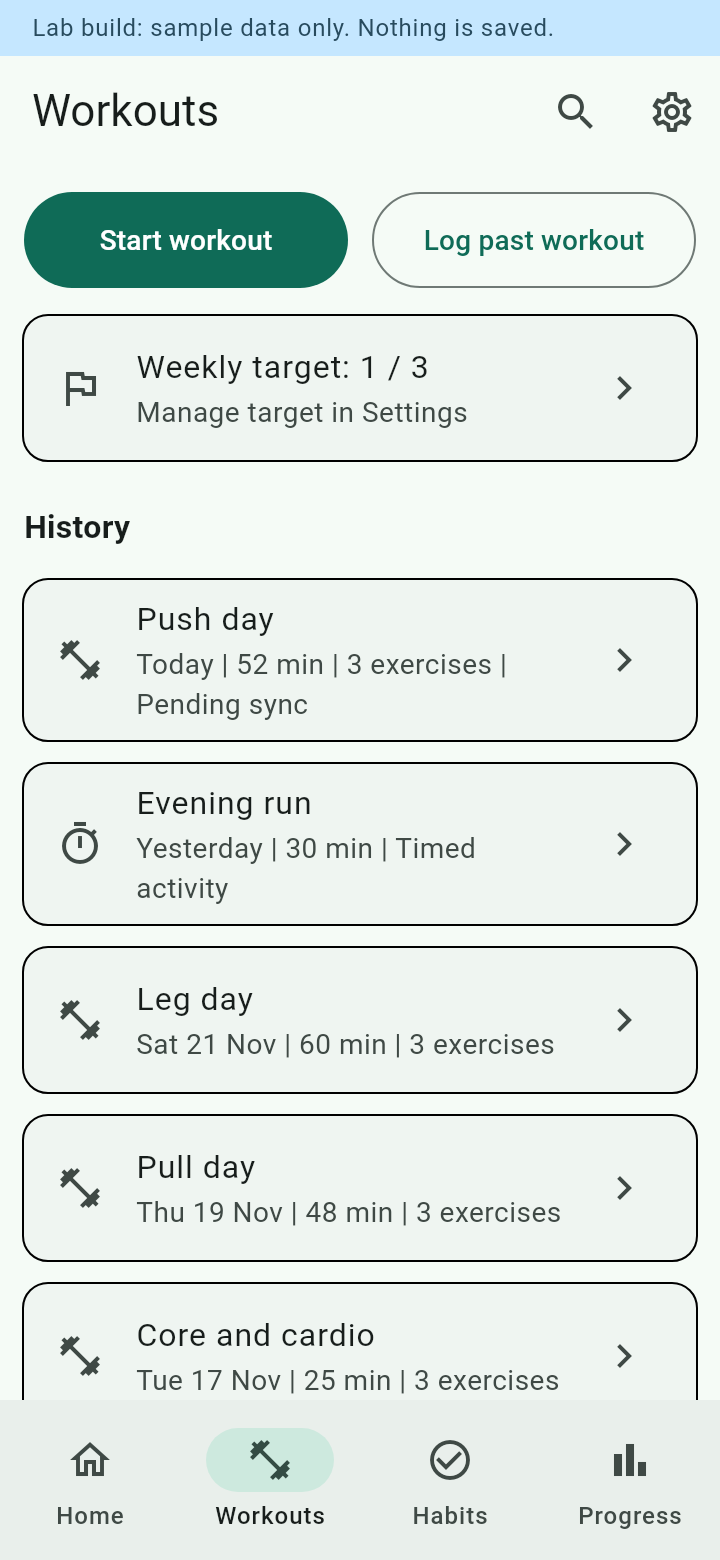 Lab build: sample data only. Nothing is saved.
Workouts
Start workout
Log past workout
Weekly target: 1 / 3
Manage target in Settings
History
Push day
Today | 52 min | 3 exercises |
Pending sync
Evening run
Yesterday | 30 min | Timed
activity
Leg day
Sat 21 Nov | 60 min | 3 exercises
Pull day
Thu 19 Nov | 48 min | 3 exercises
Core and cardio
Tue 17 Nov | 25 min | 3 exercises
Home
Workouts
Habits
Progress